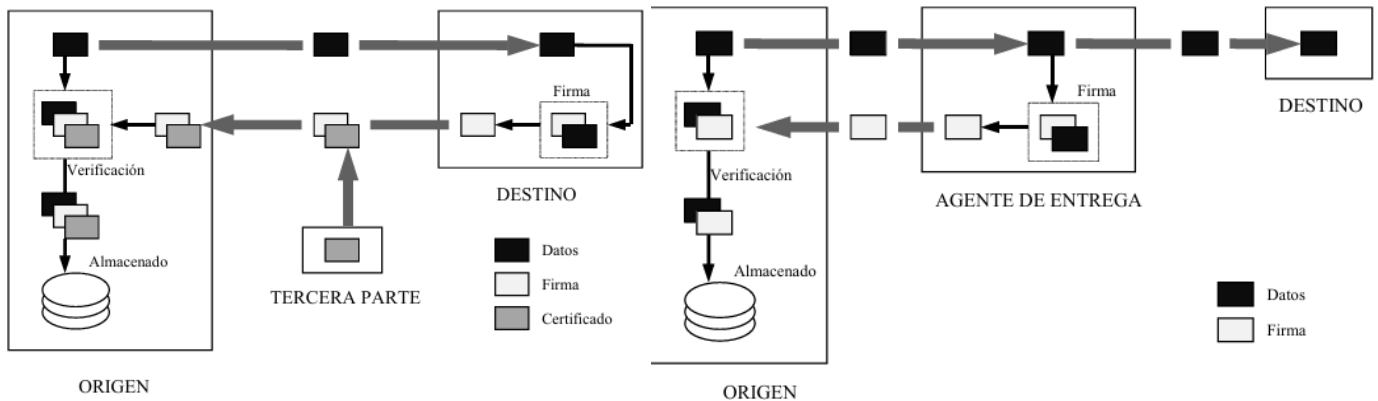 Firma
Verificación
DESTINO
Datos
Almacenado
Firma
TERCERA PARTE
Certificado
ORIGEN
Firma
DESTINO
Verificación
AGENTE DE ENTREGA
Almacenado
Datos
Firma
ORIGEN